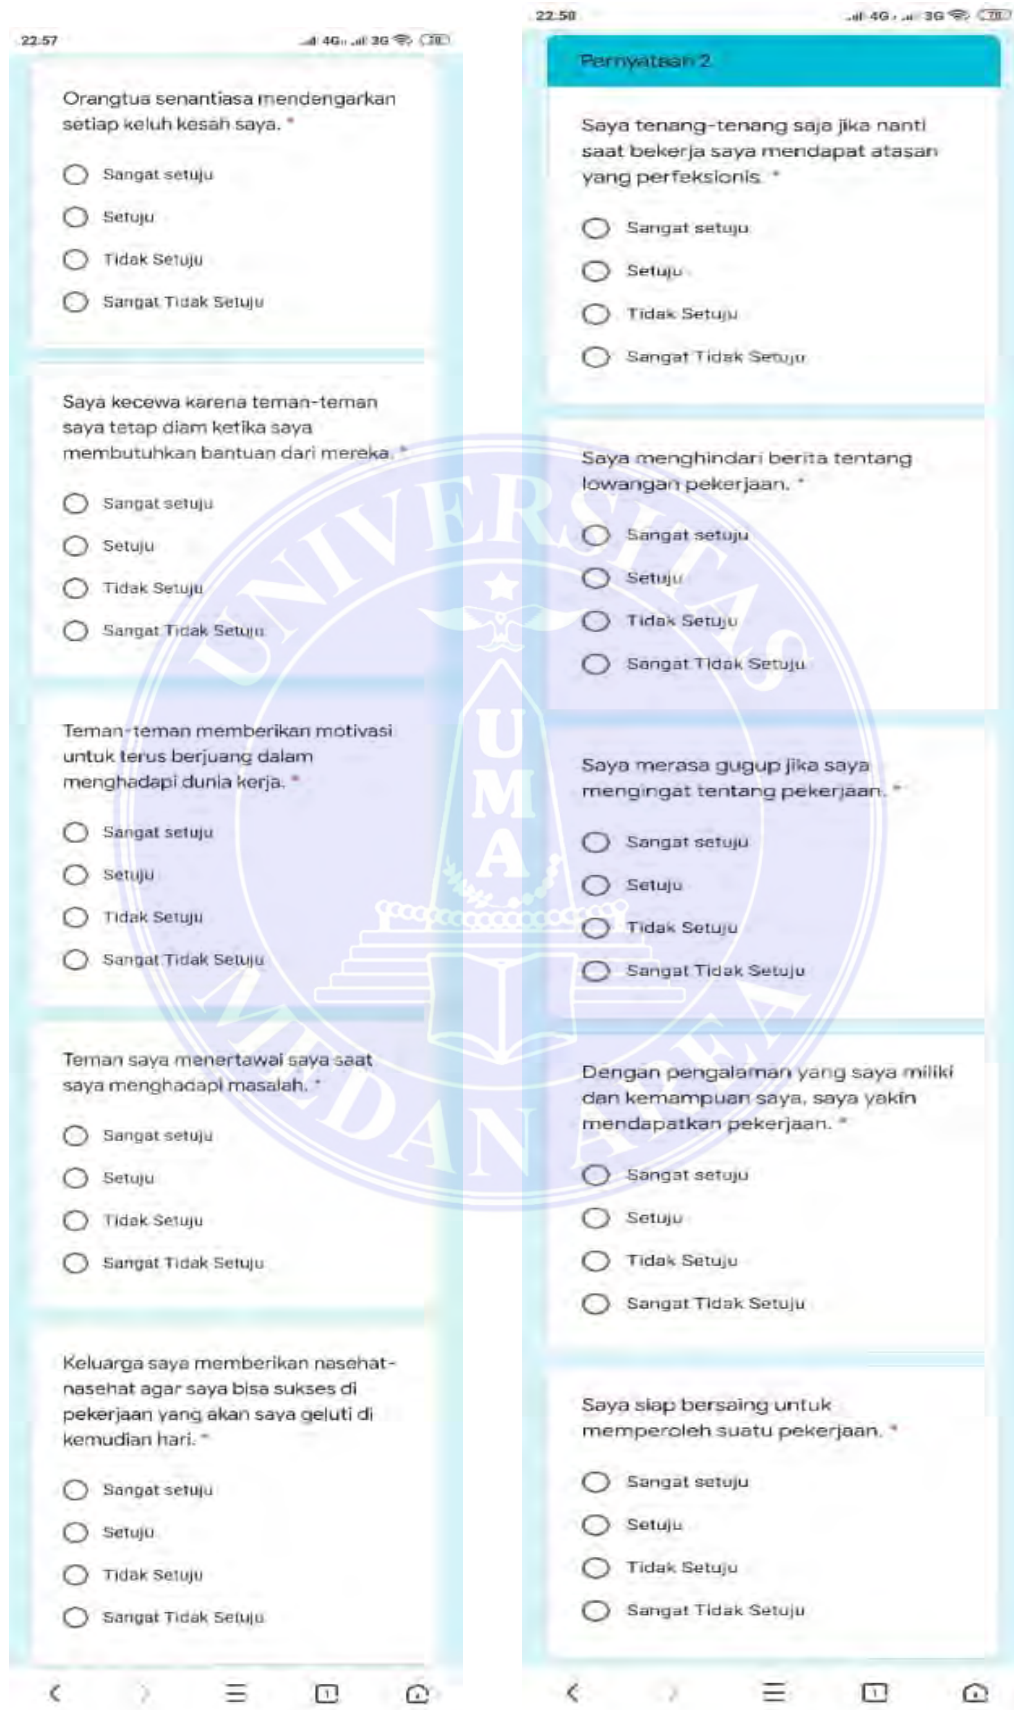 22:57
4G 3G
Orangtua senantiasa mendengarkan
setiap keluh kesah saya. *
Sangat setuju
Setuju
Tidak Setuju
Sangat Tidak Setuju
Saya kecewa karena teman-teman
saya tetap diam ketika saya
membutuhkan bantuan dari mereka. *
Sangat setuju
Setuju
Tidak Setuju
Sangat Tidak Setuju
Teman-teman memberikan motivasi
untuk terus berjuang dalam
menghadapi dunia kerja. *
Sangat setuju
Setuju
Tidak Setuju
Sangat Tidak Setuju
Teman saya menertawai saya saat
saya menghadapi masalah. *
Sangat setuju
Setuju
Tidak Setuju
Sangat Tidak Setuju
Keluarga saya memberikan nasehat-
nasehat agar saya bisa sukses di
pekerjaan yang akan saya geluti di
kemudian hari. *
Sangat setuju
Setuju
Tidak Setuju
Sangat Tidak Setuju
1
22:50
4G 3G
Pernyataan 2
Saya tenang-tenang saja jika nanti
saat bekerja saya mendapat atasan
yang perfeksionis. *
Sangat setuju
Setuju
Tidak Setuju
Sangat Tidak Setuju
Saya menghindari berita tentang
lowangan pekerjaan. *
Sangat setuju
Setuju
Tidak Setuju
Sangat Tidak Setuju
Saya merasa gugup jika saya
mengingat tentang pekerjaan. *
Sangat setuju
Setuju
Tidak Setuju
Sangat Tidak Setuju
Dengan pengalaman yang saya miliki
dan kemampuan saya, saya yakin
mendapatkan pekerjaan. *
Sangat setuju
Setuju
Tidak Setuju
Sangat Tidak Setuju
Saya siap bersaing untuk
memperoleh suatu pekerjaan. *
Sangat setuju
Setuju
Tidak Setuju
Sangat Tidak Setuju
1
UNIVERSITAS
UMA
MEDAN AREA